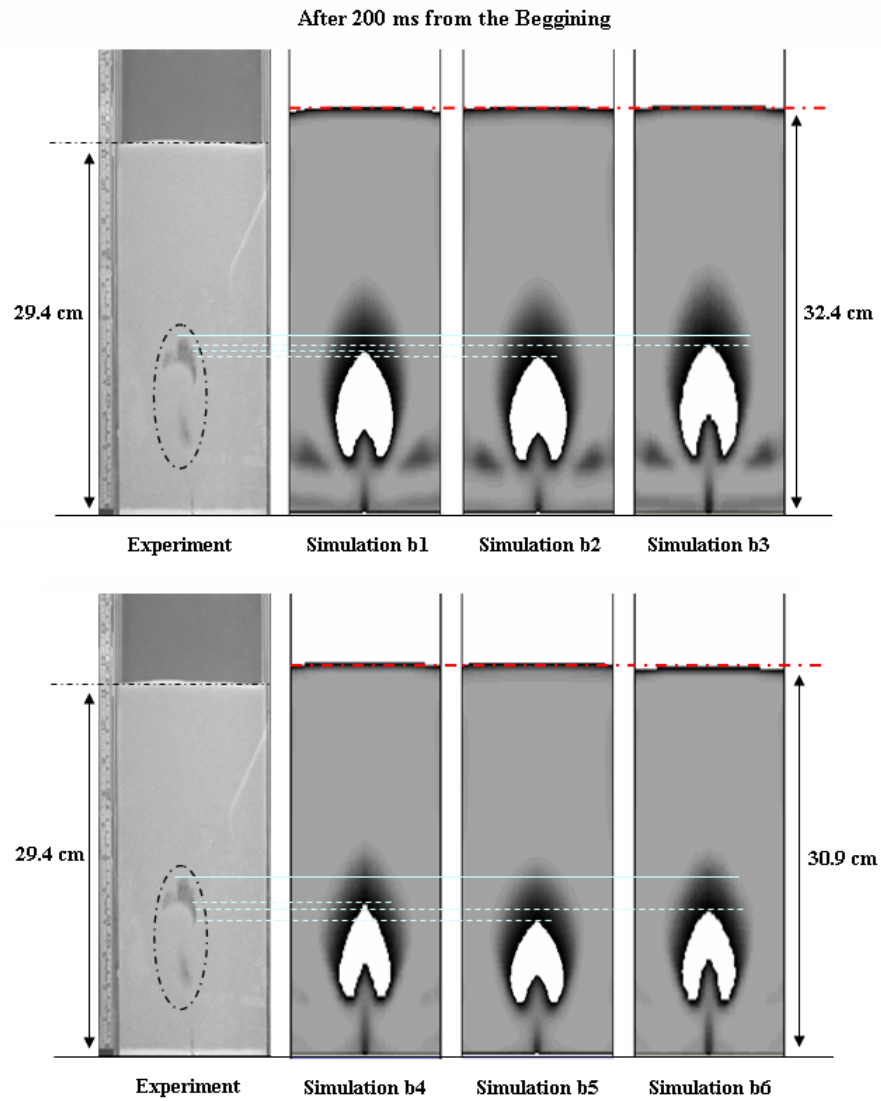 After 200 ms from the Beggining
29.4 cm
32.4 cm
Experiment
Simulation b1
Simulation b2
Simulation b3
29.4 cm
30.9 cm
Experiment
Simulation b4
Simulation b5
Simulation b6